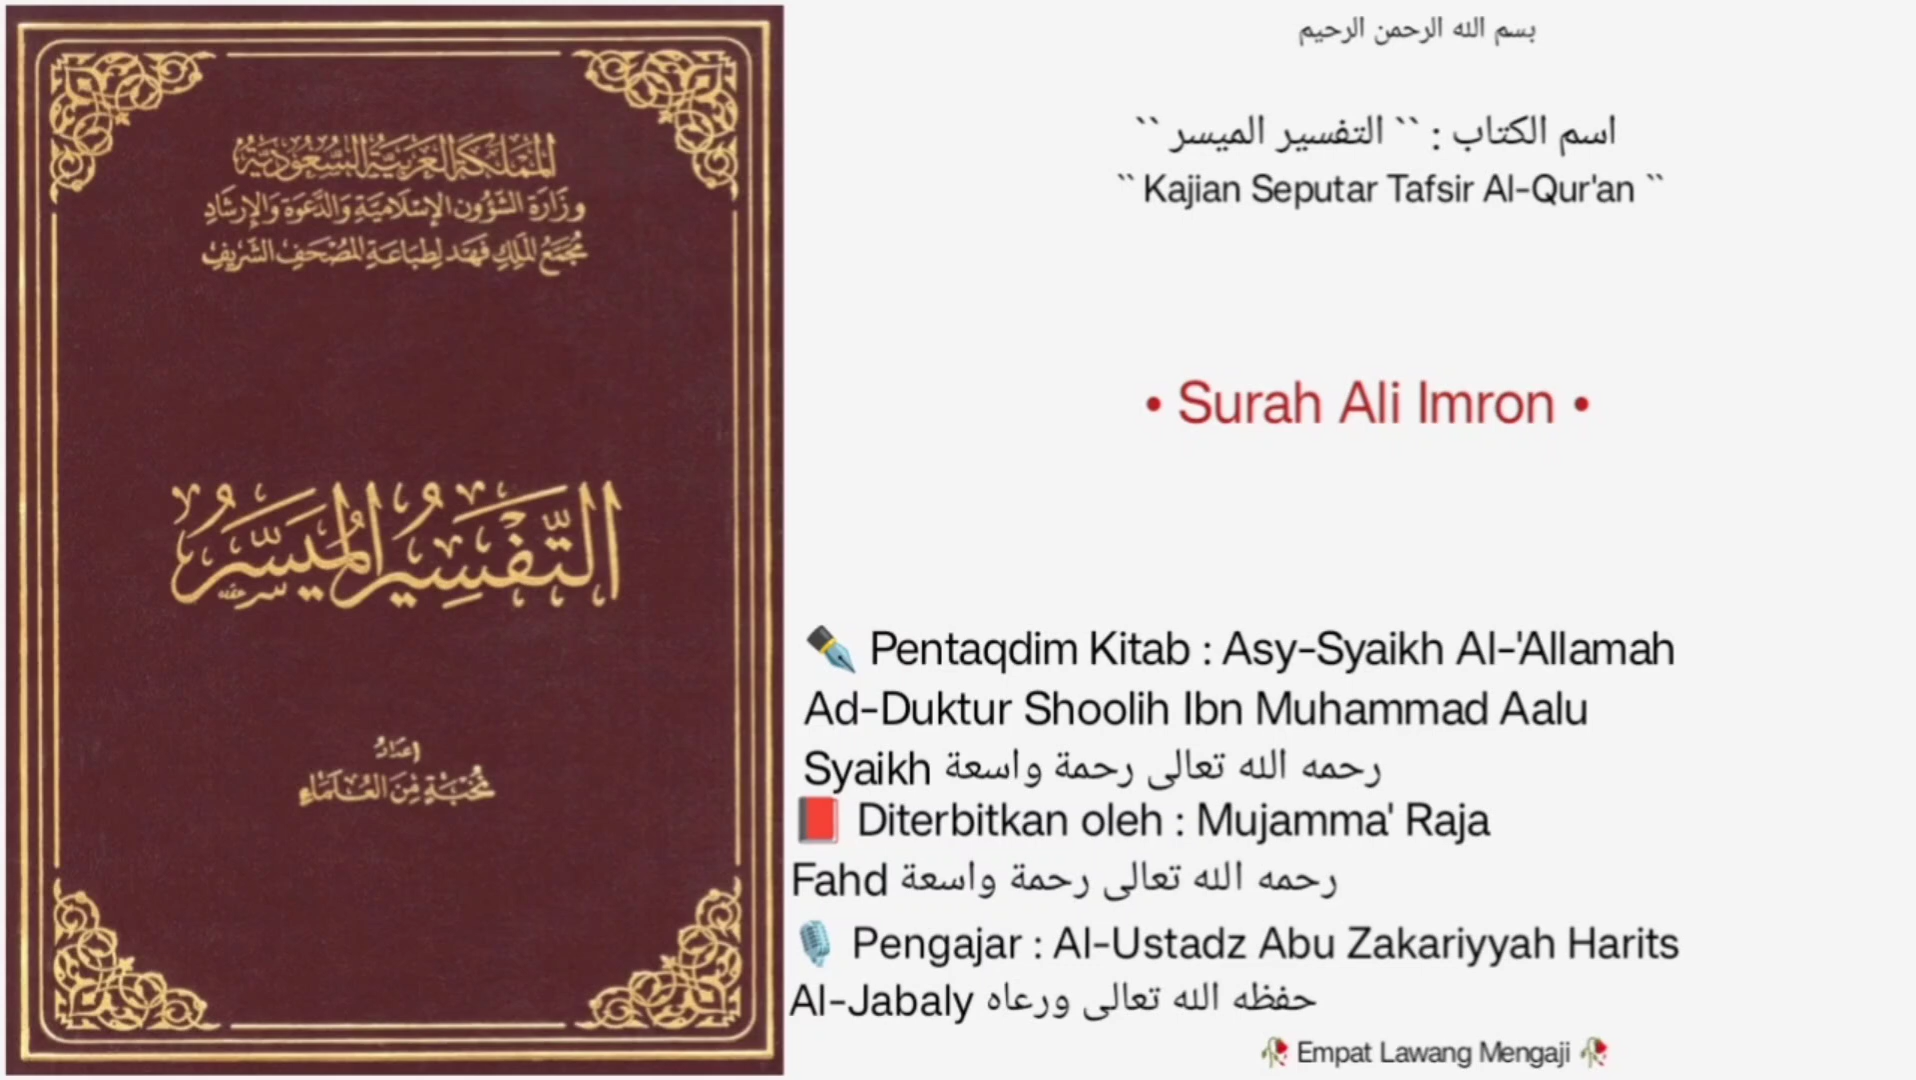 المملكة العربية السعودية
وزارة الشؤون الإسلامية والدعوة والإرشاد
مجمع الملك فهد لطباعة المصحف الشريف
التَّفْسِيرُ المُيَسَّرُ
إعداد
نخبة من العلماء
بسم الله الرحمن الرحيم
اسم الكتاب : `` التفسير الميسر ``
`` Kajian Seputar Tafsir Al-Qur'an ``
• Surah Ali Imron •
✒️ Pentaqdim Kitab : Asy-Syaikh Al-'Allamah
Ad-Duktur Shoolih Ibn Muhammad Aalu
Syaikh رحمه الله تعالى رحمة واسعة
📕 Diterbitkan oleh : Mujamma' Raja
Fahd رحمه الله تعالى رحمة واسعة
🎙️ Pengajar : Al-Ustadz Abu Zakariyyah Harits
Al-Jabaly حفظه الله تعالى ورعاه
🥀 Empat Lawang Mengaji 🥀